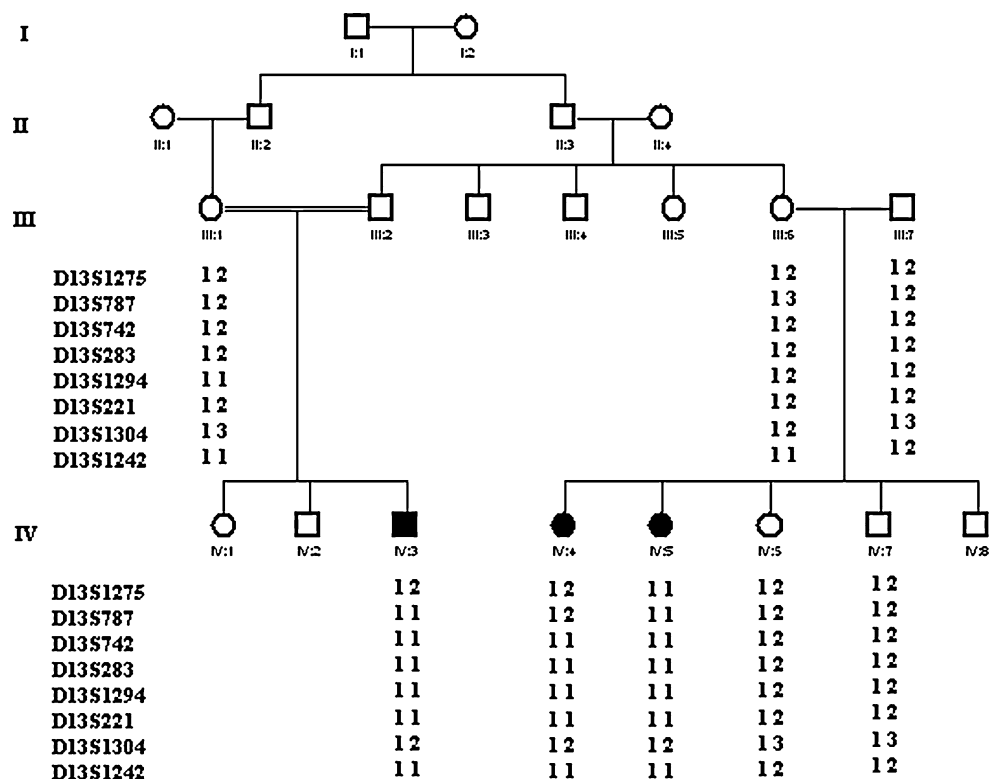 I
I:1 I:2
II
II:1 II:2 II:3 II:4
III
III:1 III:2 III:3 III:4 III:5 III:6 III:7
D13S1275 1 2 1 2 1 2
D13S787 1 2 1 3 1 2
D13S742 1 2 1 2 1 2
D13S283 1 2 1 2 1 2
D13S1294 1 1 1 2 1 2
D13S221 1 2 1 2 1 2
D13S1304 1 3 1 2 1 3
D13S1242 1 1 1 1 1 2
IV
IV:1 IV:2 IV:3 IV:4 IV:5 IV:6 IV:7 IV:8
D13S1275 1 2 1 2 1 1 1 2 1 2
D13S787 1 1 1 2 1 1 1 2 1 2
D13S742 1 1 1 1 1 1 1 2 1 2
D13S283 1 1 1 1 1 1 1 2 1 2
D13S1294 1 1 1 1 1 1 1 2 1 2
D13S221 1 1 1 1 1 1 1 2 1 2
D13S1304 1 2 1 2 1 2 1 3 1 3
D13S1242 1 1 1 1 1 1 1 2 1 2